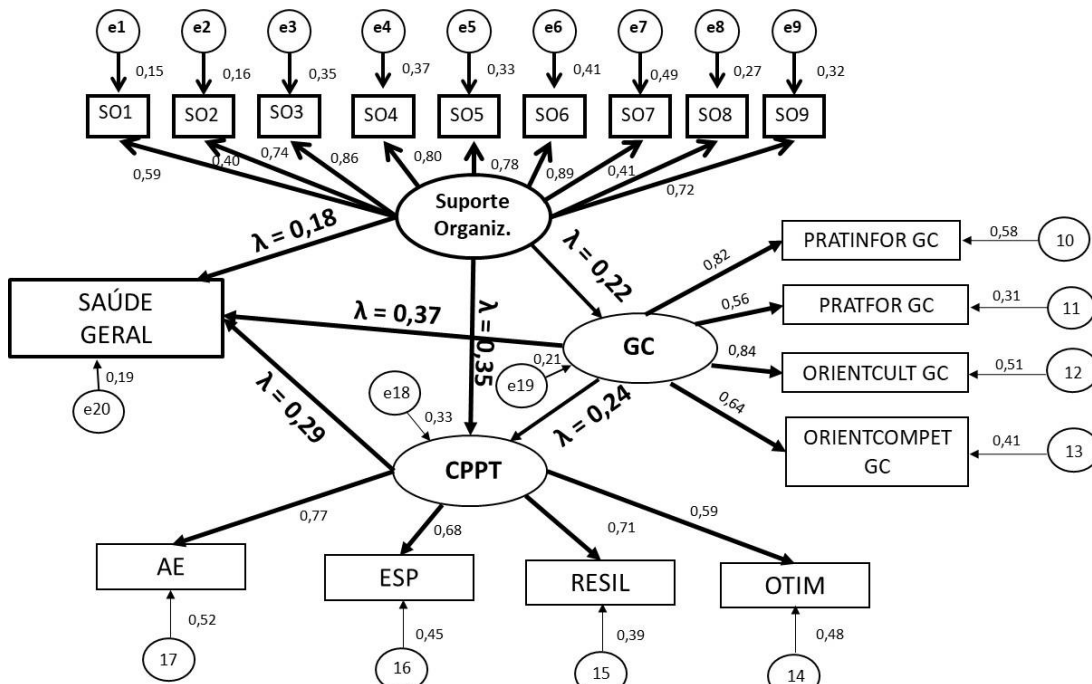 e1 e2 e3 e4 e5 e6 e7 e8 e9
0,15 0,16 0,35 0,37 0,33 0,41 0,49 0,27 0,32
SO1 SO2 SO3 SO4 SO5 SO6 SO7 SO8 SO9
0,59 0,40 0,74 0,86 0,80 0,78 0,89 0,41 0,72
Suporte
Organiz.
λ = 0,18
λ = 0,22
λ = 0,37
λ = 0,35
SAÚDE
GERAL
0,19
e20
λ = 0,29
GC
0,21
e19
λ = 0,24
e18
0,33
CPPT
0,82
PRATINFOR GC
0,58
10
0,56
PRATFOR GC
0,31
11
0,84
ORIENTCULT GC
0,51
12
0,64
ORIENTCOMPET
GC
0,41
13
0,77 0,68 0,71 0,59
AE ESP RESIL OTIM
0,52 0,45 0,39 0,48
17 16 15 14